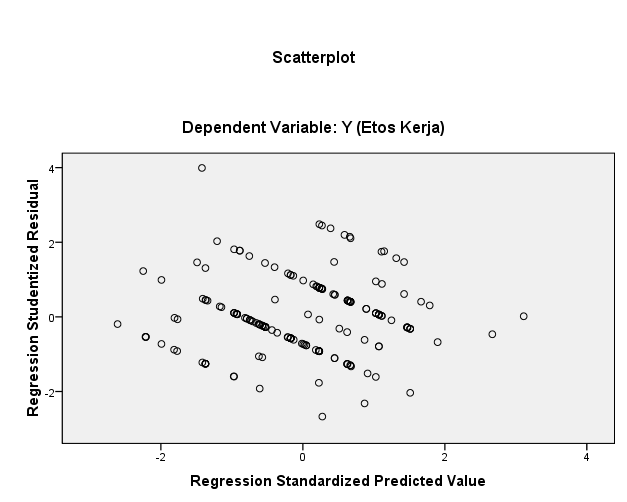 Scatterplot
Dependent Variable: Y (Etos Kerja)
Regression Studentized Residual
4
2
0
-2
-2
0
2
4
Regression Standardized Predicted Value